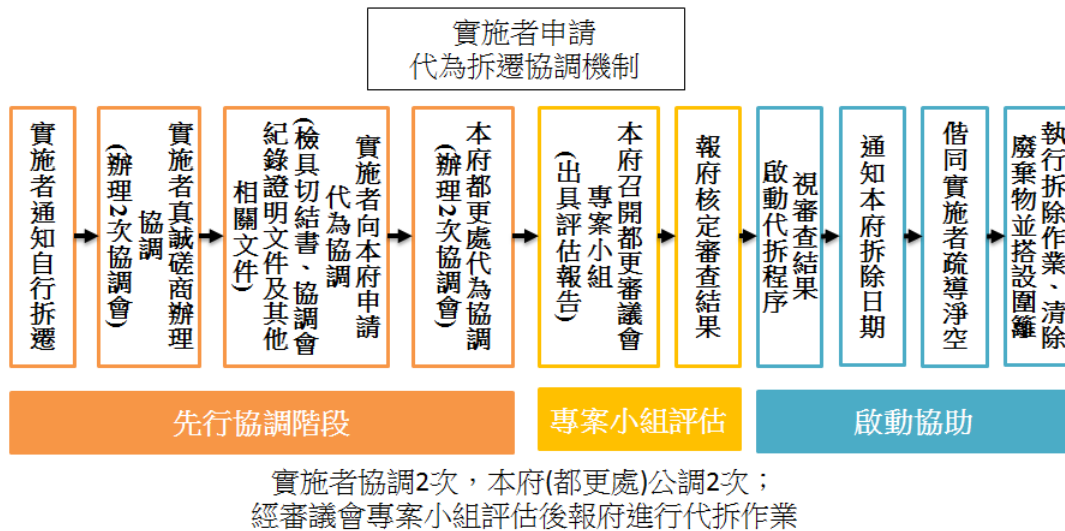 實施者申請
代為拆遷協調機制
實施者通知自行拆遷
實施者真誠磋商辦理
協調
(辦理2次協調會)
實施者向本府申請
代為協調
(檢具切結書、協調會
紀錄證明文件及其他
相關文件)
本府都更處代為協調
(辦理2次協調會)
本府召開都更審議會
專案小組
(出具評估報告)
報府核定審查結果
視審查結果
啟動代拆程序
通知本府拆除日期
偕同實施者疏導淨空
執行拆除作業、清除
廢棄物並搭設圍籬
先行協調階段
專案小組評估
啟動協助
實施者協調2次，本府(都更處)公調2次；
經審議會專案小組評估後報府進行代拆作業